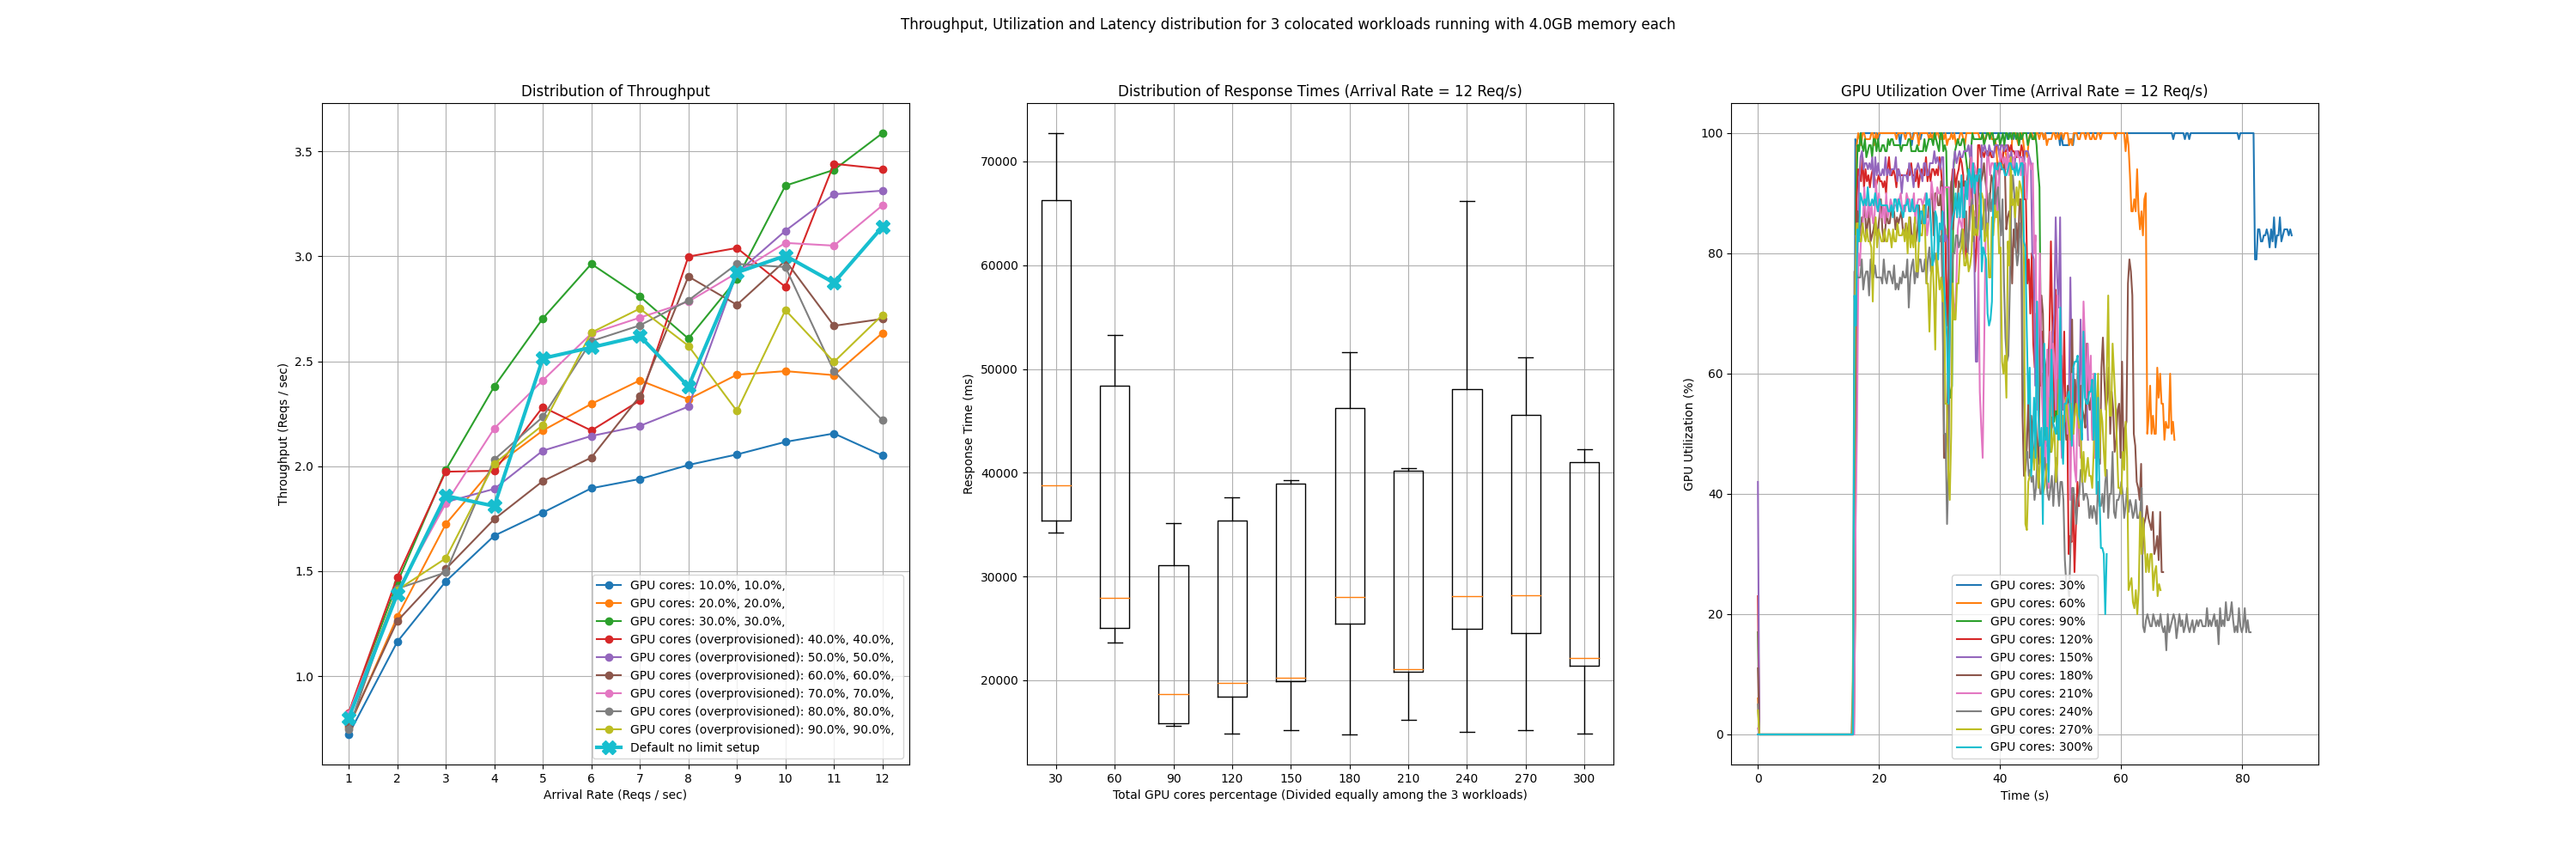 Throughput, Utilization and Latency distribution for 3 colocated workloads running with 4.0GB memory each
Distribution of Throughput
Throughput (Reqs / sec)
3.5
3.0
2.5
2.0
1.5
1.0
GPU cores: 10.0%, 10.0%,
GPU cores: 20.0%, 20.0%,
GPU cores: 30.0%, 30.0%,
GPU cores (overprovisioned): 40.0%, 40.0%,
GPU cores (overprovisioned): 50.0%, 50.0%,
GPU cores (overprovisioned): 60.0%, 60.0%,
GPU cores (overprovisioned): 70.0%, 70.0%,
GPU cores (overprovisioned): 80.0%, 80.0%,
GPU cores (overprovisioned): 90.0%, 90.0%,
Default no limit setup
1 2 3 4 5 6 7 8 9 10 11 12
Arrival Rate (Reqs / sec)
Distribution of Response Times (Arrival Rate = 12 Req/s)
Response Time (ms)
70000
60000
50000
40000
30000
20000
30 60 90 120 150 180 210 240 270 300
Total GPU cores percentage (Divided equally among the 3 workloads)
GPU Utilization Over Time (Arrival Rate = 12 Req/s)
GPU Utilization (%)
100
80
60
40
20
0
GPU cores: 30%
GPU cores: 60%
GPU cores: 90%
GPU cores: 120%
GPU cores: 150%
GPU cores: 180%
GPU cores: 210%
GPU cores: 240%
GPU cores: 270%
GPU cores: 300%
0 20 40 60 80
Time (s)